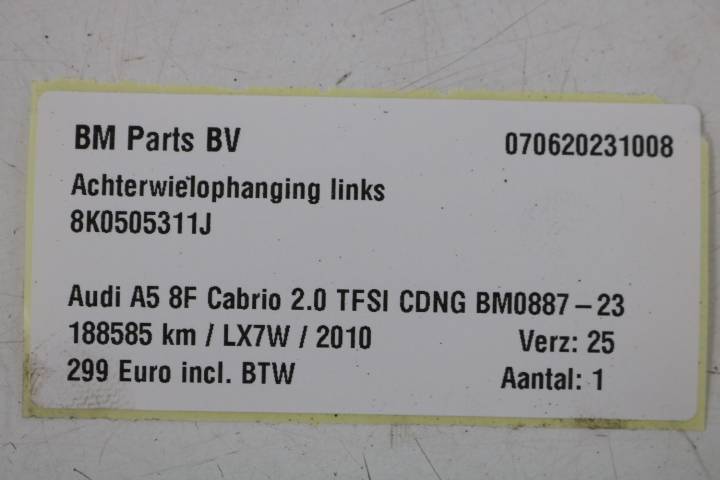 BM Parts BV 070620231008
Achterwielophanging links
8K0505311J
Audi A5 8F Cabrio 2.0 TFSI CDNG BM0887-23
188585 km / LX7W / 2010 Verz: 25
299 Euro incl. BTW Aantal: 1